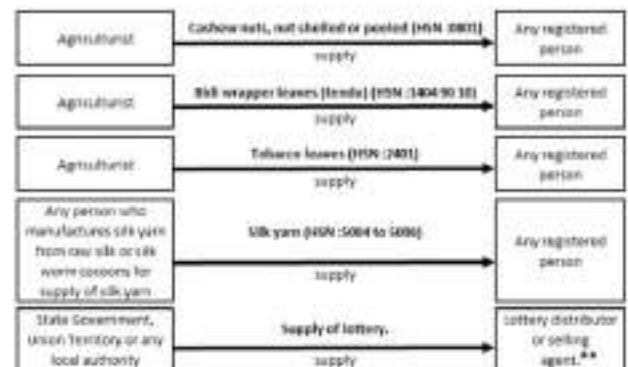 Agriculturist
Cashew nuts, not shelled or peeled (HSN :0801)
supply
Any registered
person
Agriculturist
Bidi wrapper leaves (tendu) (HSN :1404 90 10)
supply
Any registered
person
Agriculturist
Tobacco leaves (HSN :2401)
supply
Any registered
person
Any person who
manufactures silk yarn
from raw silk or silk
worm cocoons for
supply of silk yarn
Silk yarn (HSN :5004 to 5006)
supply
Any registered
person
State Government,
Union Territory or any
local authority
Supply of lottery.
supply
Lottery distributor
or selling
agent.**